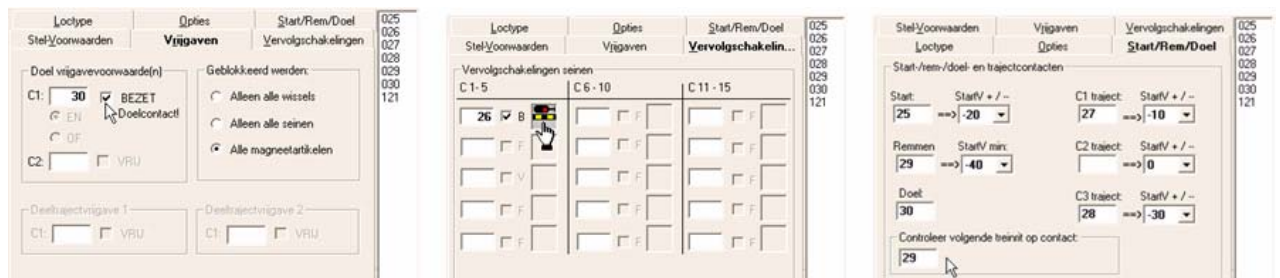 Loctype Opties Start/Rem/Doel
Stel-Voorwaarden Vrijgaven Vervolgschakelingen
Doel vrijgavevoorwaarde(n)
C1: 30 BEZET
Doelcontact!
EN
OF
C2: VRIJ
Geblokkeerd werden:
Alleen alle wissels
Alleen alle seinen
Alle magneetartikelen
Deeltrajectvrijgave 1
C1: VRIJ
Deeltrajectvrijgave 2
C1: VRIJ
025
026
027
028
029
030
121
Loctype Opties Start/Rem/Doel
Stel-Voorwaarden Vrijgaven Vervolgschakelin...
Vervolgschakelingen seinen
C 1- 5 C 6 - 10 C 11 - 15
26 B F F
F F F
V F F
F F F
F F F
025
026
027
028
029
030
121
Stel-Voorwaarden Vrijgaven Vervolgschakelingen
Loctype Opties Start/Rem/Doel
Start-/rem-/doel- en trajectcontacten
Start: StartV + / -- C1 traject: StartV + / --
25 ==> -20 27 ==> -10
Remmen StartV min: C2 traject: StartV + / --
29 ==> -40 ==> 0
Doel: C3 traject: StartV + / --
30 28 ==> -30
Controleer volgende treinrit op contact:
29
025
026
027
028
029
030
121